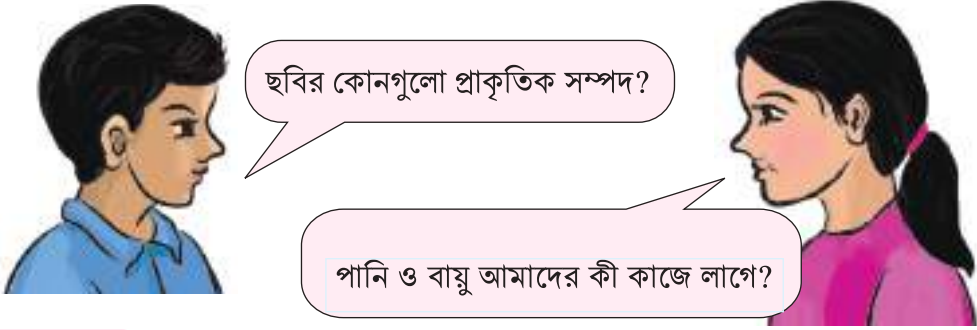 ছবির কোনগুলো প্রাকৃতিক সম্পদ?
পানি ও বায়ু আমাদের কী কাজে লাগে?